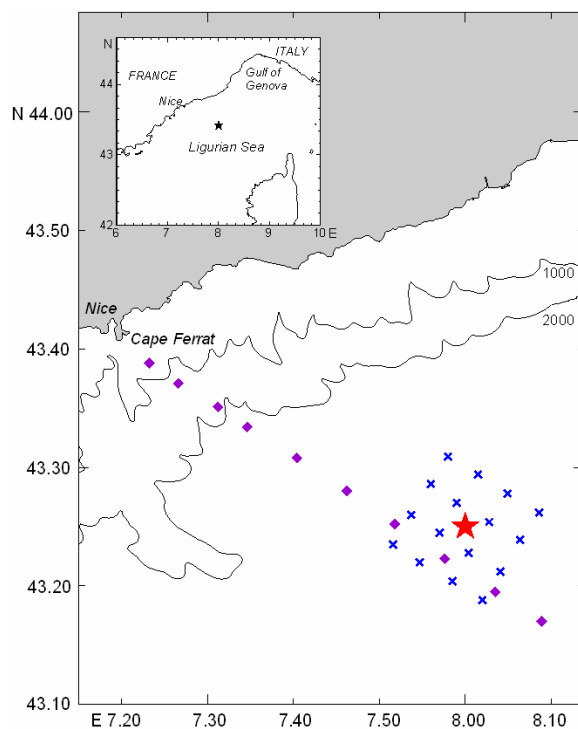 N
ITALY
FRANCE
Gulf of
Genova
44
Nice
Ligurian Sea
43
42
6 7 8 9 10 E
N 44.00
43.50
1000
2000
Nice
Cape Ferrat
43.40
43.30
43.20
43.10
E 7.20 7.30 7.40 7.50 8.00